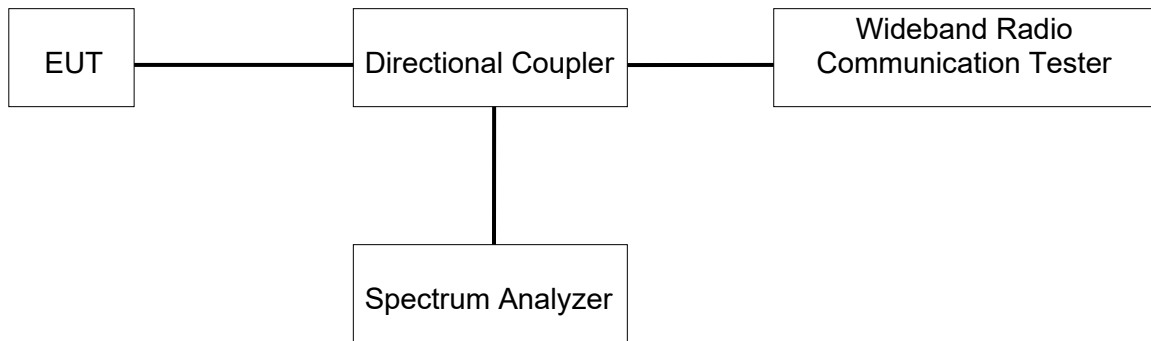 EUT
Directional Coupler
Wideband Radio
Communication Tester
Spectrum Analyzer